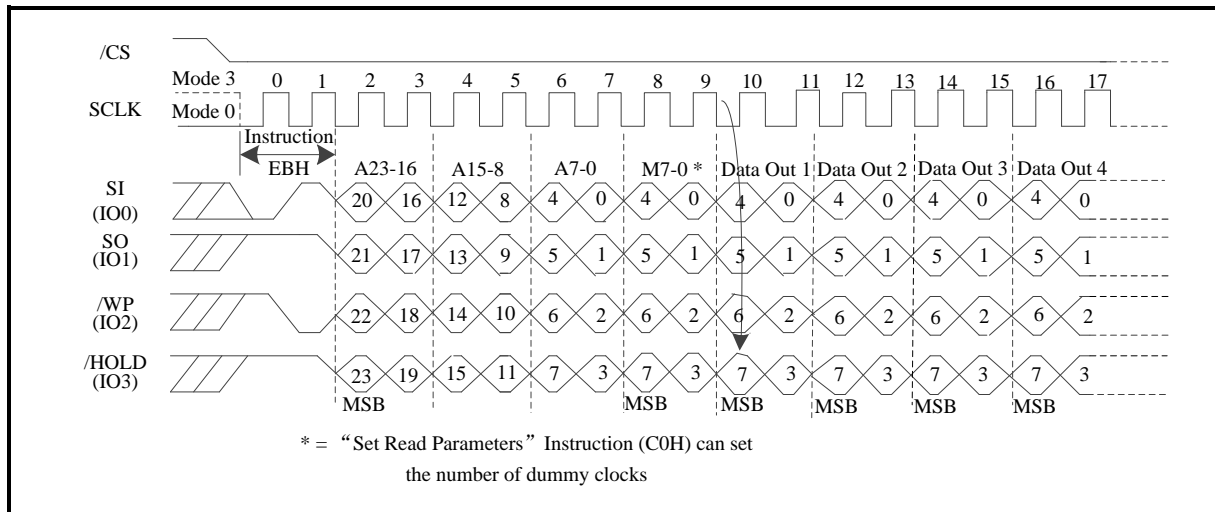 /CS
Mode 3 0 1 2 3 4 5 6 7 8 9 10 11 12 13 14 15 16 17
SCLK Mode 0
Instruction
EBH A23-16 A15-8 A7-0 M7-0 * Data Out 1 Data Out 2 Data Out 3 Data Out 4
SI
(IO0)
20 16 12 8 4 0 4 0 4 0 4 0 4 0 4 0
SO
(IO1)
21 17 13 9 5 1 5 1 5 1 5 1 5 1 5 1
/WP
(IO2)
22 18 14 10 6 2 6 2 6 2 6 2 6 2 6 2
/HOLD
(IO3)
23 19 15 11 7 3 7 3 7 3 7 3 7 3 7 3
MSB MSB MSB MSB MSB MSB
* = “Set Read Parameters” Instruction (C0H) can set
the number of dummy clocks